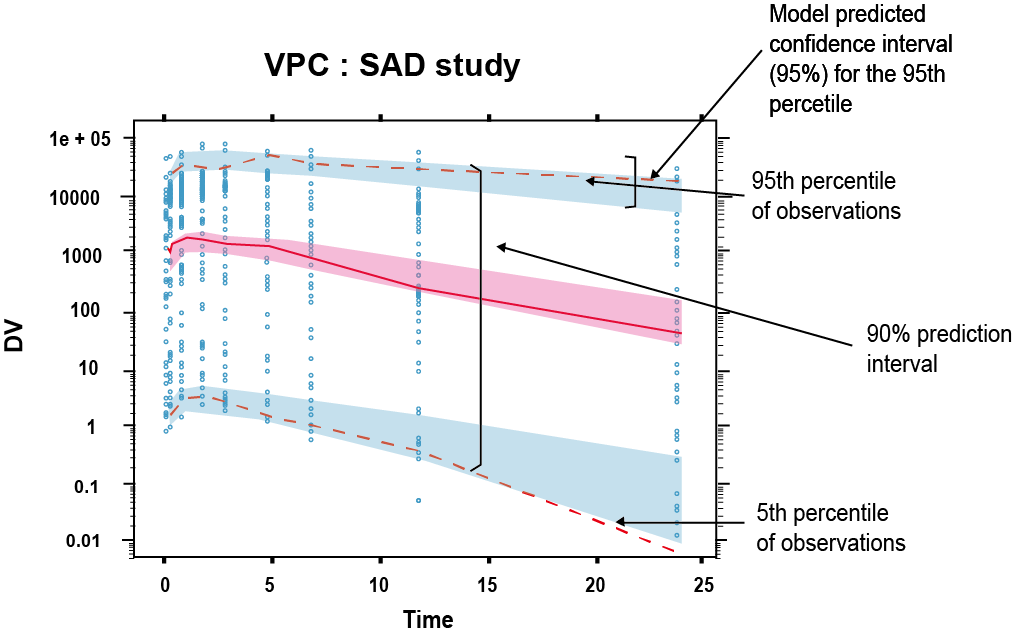 Model predicted
confidence interval
(95%) for the 95th
percetile
VPC : SAD study
1e + 05
10000
1000
100
10
1
0.1
0.01
DV
95th percentile
of observations
90% prediction
interval
5th percentile
of observations
0 5 10 15 20 25
Time